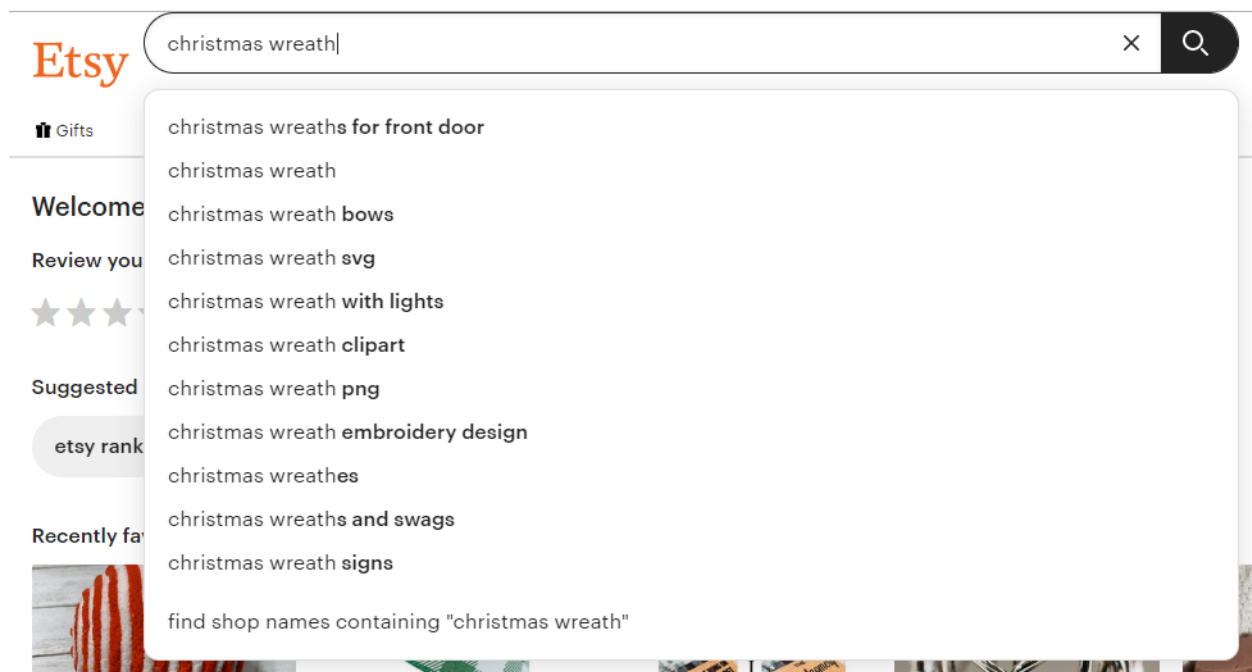 Etsy
christmas wreath
Gifts
christmas wreaths for front door
christmas wreath
christmas wreath bows
christmas wreath svg
christmas wreath with lights
christmas wreath clipart
christmas wreath png
christmas wreath embroidery design
christmas wreathes
christmas wreaths and swags
christmas wreath signs
find shop names containing "christmas wreath"
Welcome
Review you
Suggested
etsy rank
Recently fa